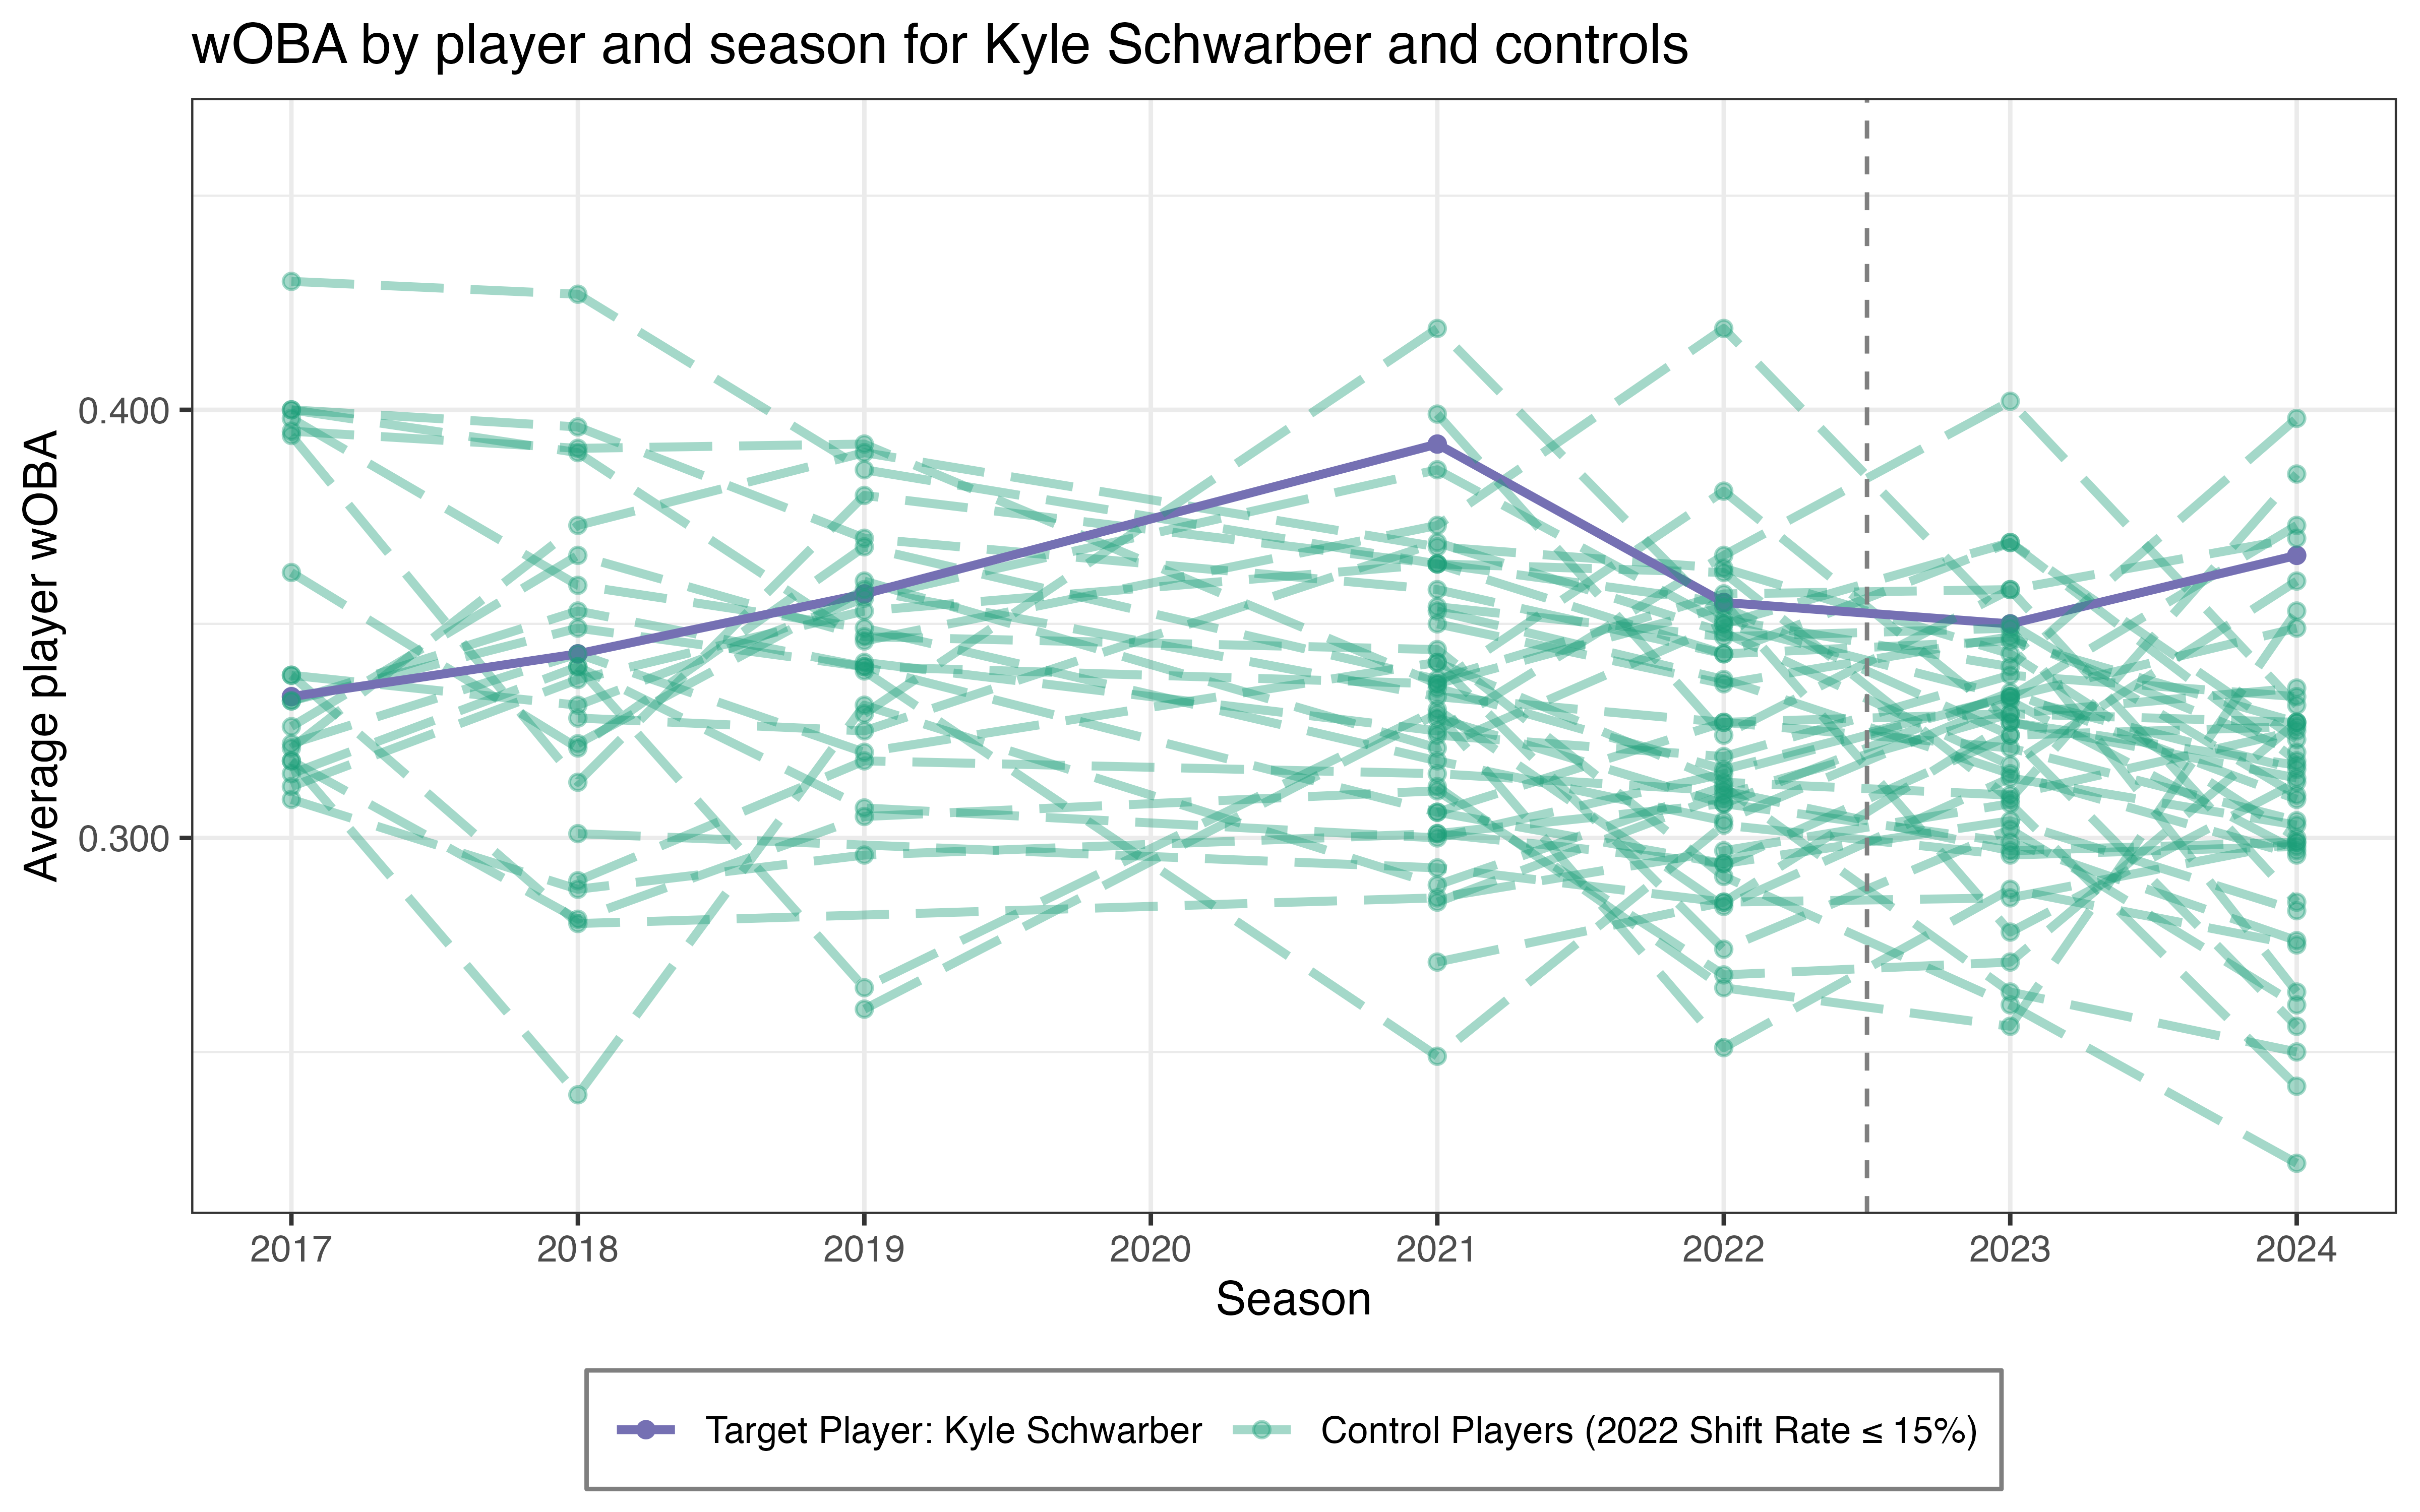 wOBA by player and season for Kyle Schwarber and controls
Average player wOBA
0.400
0.300
2017 2018 2019 2020 2021 2022 2023 2024
Season
Target Player: Kyle Schwarber Control Players (2022 Shift Rate ≤ 15%)